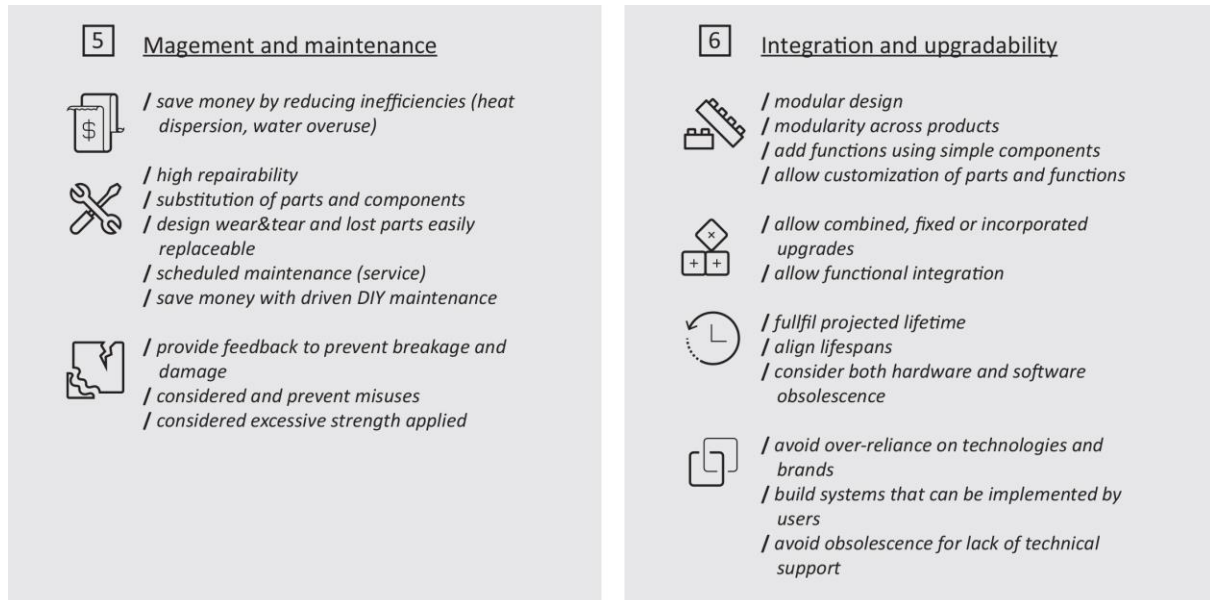 5 Magement and maintenance
/ save money by reducing inefficiencies (heat
dispersion, water overuse)
$
/ high repairability
/ substitution of parts and components
/ design wear&tear and lost parts easily
replaceable
/ scheduled maintenance (service)
/ save money with driven DIY maintenance
/ provide feedback to prevent breakage and
damage
/ considered and prevent misuses
/ considered excessive strength applied
6 Integration and upgradability
/ modular design
/ modularity across products
/ add functions using simple components
/ allow customization of parts and functions
/ allow combined, fixed or incorporated
upgrades
/ allow functional integration
/ fullfil projected lifetime
/ align lifespans
/ consider both hardware and software
obsolescence
/ avoid over-reliance on technologies and
brands
/ build systems that can be implemented by
users
/ avoid obsolescence for lack of technical
support